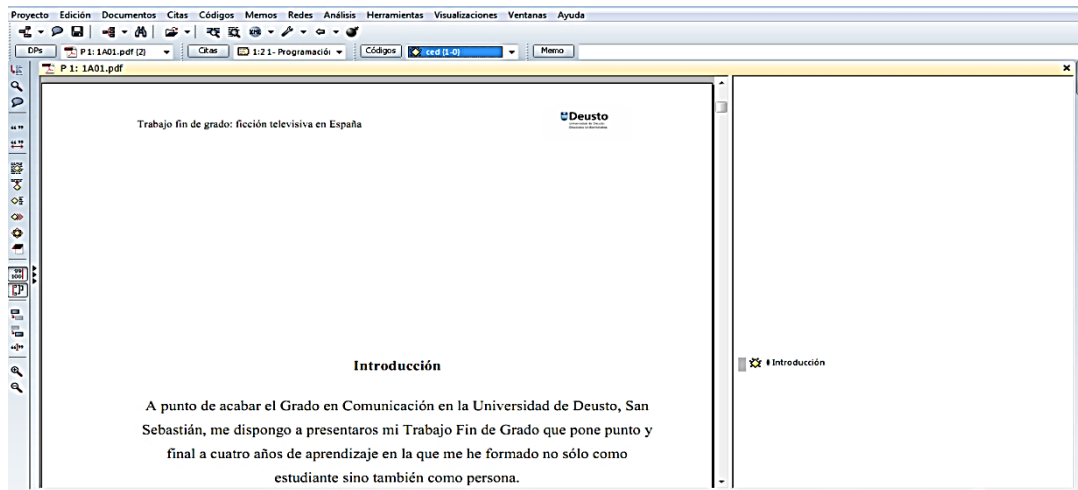 Proyecto Edición Documentos Citas Códigos Memos Redes Análisis Herramientas Visualizaciones Ventanas Ayuda
DPs P 1: 1A01.pdf {2} Citas 1:2 1- Programació Códigos ced {1-0} Memo
P 1: 1A01.pdf
Trabajo fin de grado: ficción televisiva en España
Deusto
Introducción
Introducción
A punto de acabar el Grado en Comunicación en la Universidad de Deusto, San
Sebastián, me dispongo a presentaros mi Trabajo Fin de Grado que pone punto y
final a cuatro años de aprendizaje en la que me he formado no sólo como
estudiante sino también como persona.